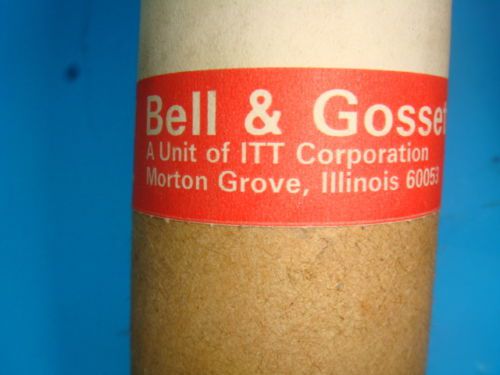 Bell & Gosset
A Unit of ITT Corporation
Morton Grove, Illinois 60053